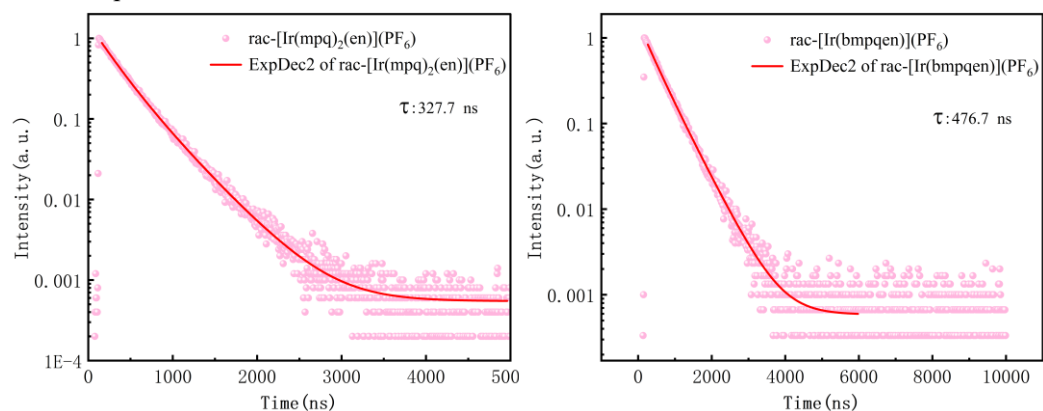 rac-[Ir(mpq)₂(en)](PF₆)
ExpDec2 of rac-[Ir(mpq)₂(en)](PF₆)
τ:327.7 ns
1
0.1
0.01
0.001
1E-4
Intensity(a.u.)
0
1000
2000
3000
4000
500
Time(ns)
rac-[Ir(bmpqen)](PF₆)
ExpDec2 of rac-[Ir(bmpqen)](PF₆)
τ:476.7 ns
1
0.1
0.01
0.001
Intensity(a.u.)
0
2000
4000
6000
8000
10000
Time(ns)